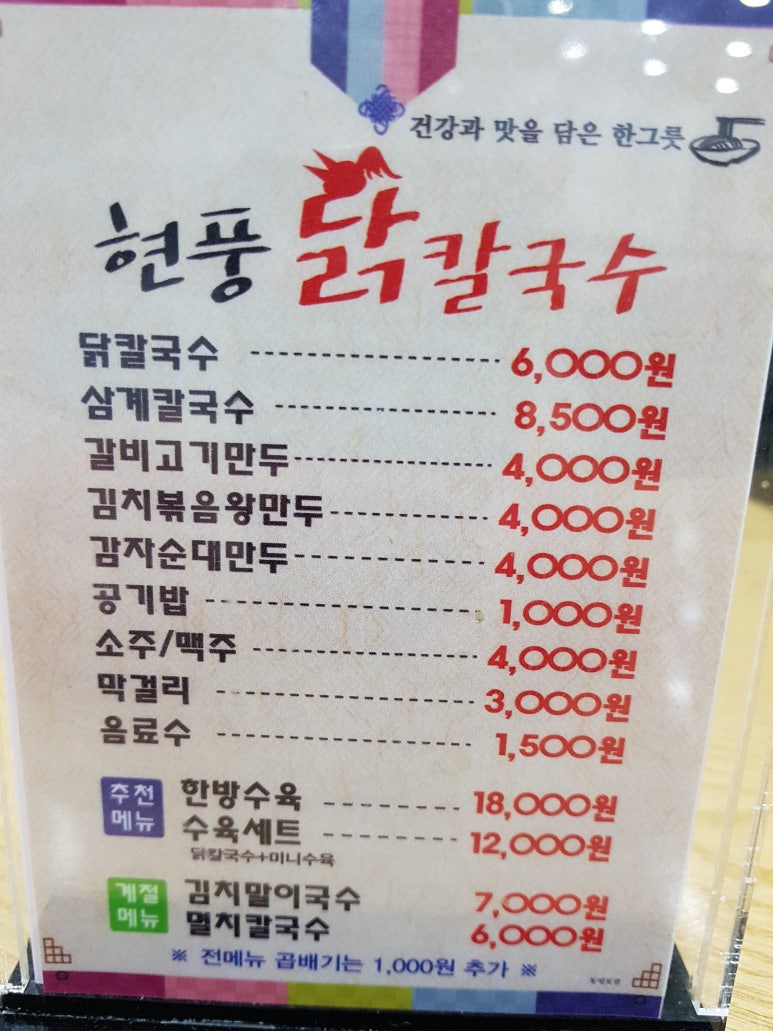 건강과 맛을 담은 한그릇
현풍 닭칼국수
닭칼국수 6,000원
삼계칼국수 8,500원
갈비고기만두 4,000원
김치볶음왕만두 4,000원
감자순대만두 4,000원
공기밥 1,000원
소주/맥주 4,000원
막걸리 3,000원
음료수 1,500원
추천메뉴
한방수육 18,000원
수육세트 12,000원
닭칼국수+미니수육
계절메뉴
김치말이국수 7,000원
멸치칼국수 6,000원
※ 전메뉴 곱배기는 1,000원 추가 ※